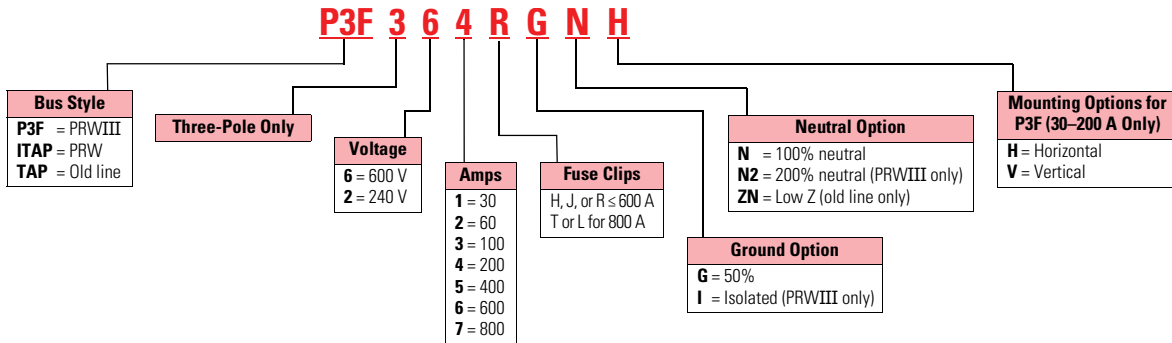 P3F 3 6 4 R G N H
Bus Style
P3F = PRWIII
ITAP = PRW
TAP = Old line
Three-Pole Only
Voltage
6 = 600 V
2 = 240 V
Amps
1 = 30
2 = 60
3 = 100
4 = 200
5 = 400
6 = 600
7 = 800
Fuse Clips
H, J, or R ≤ 600 A
T or L for 800 A
Ground Option
G = 50%
I = Isolated (PRWIII only)
Neutral Option
N = 100% neutral
N2 = 200% neutral (PRWIII only)
ZN = Low Z (old line only)
Mounting Options for
P3F (30–200 A Only)
H = Horizontal
V = Vertical